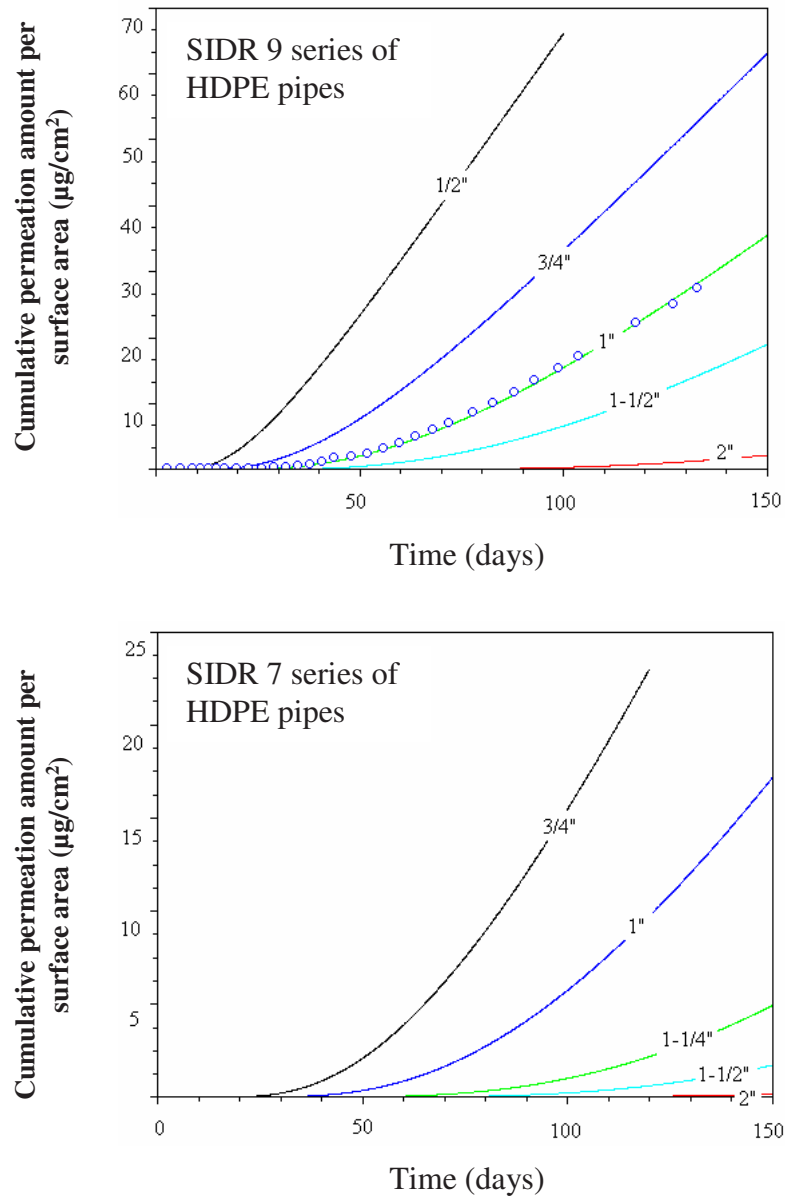 SIDR 9 series of
HDPE pipes
Cumulative permeation amount per
surface area (μg/cm²)
70
60
50
40
30
20
10
1/2"
3/4"
1"
1-1/2"
2"
50
100
150
Time (days)
SIDR 7 series of
HDPE pipes
Cumulative permeation amount per
surface area (μg/cm²)
25
20
15
10
5
3/4"
1"
1-1/4"
1-1/2"
2"
0
50
100
150
Time (days)